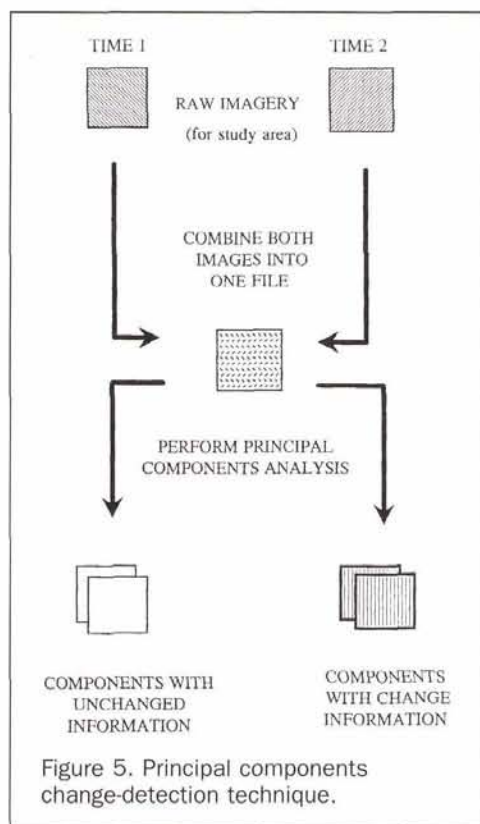 TIME 1
TIME 2
RAW IMAGERY
(for study area)
COMBINE BOTH
IMAGES INTO
ONE FILE
PERFORM PRINCIPAL
COMPONENTS ANALYSIS
COMPONENTS WITH
UNCHANGED
INFORMATION
COMPONENTS
WITH CHANGE
INFORMATION
Figure 5. Principal components
change-detection technique.